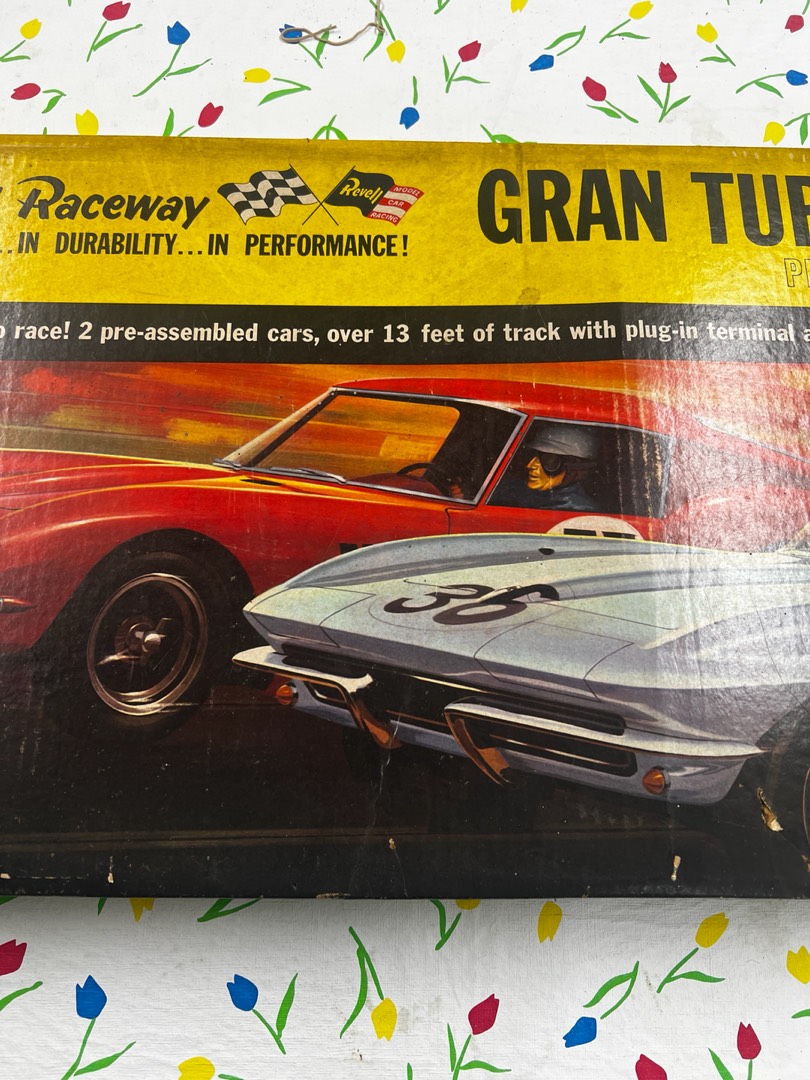 Raceway
Revell
MODEL
CAR
RACING
...IN DURABILITY...IN PERFORMANCE!
GRAN TUR
race! 2 pre-assembled cars, over 13 feet of track with plug-in terminal
36